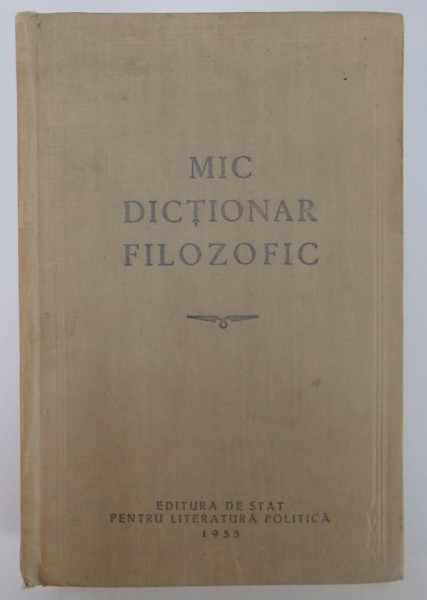 MIC
DICȚIONAR
FILOZOFIC
EDITURA DE STAT
PENTRU LITERATURĂ POLITICĂ
1955